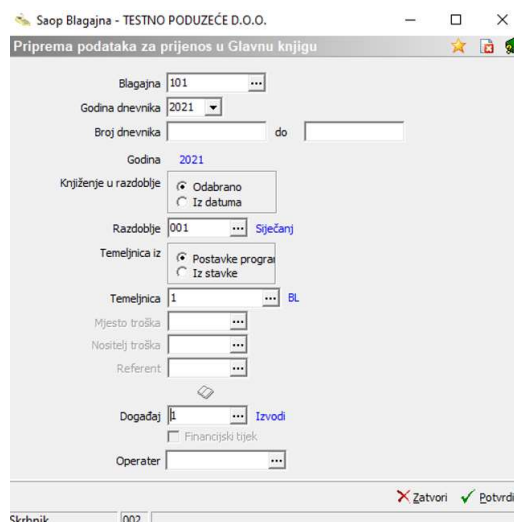 Saop Blagajna - TESTNO PODUZEĆE D.O.O.
Priprema podataka za prijenos u Glavnu knjigu
Blagajna 101 ...
Godina dnevnika 2021
Broj dnevnika do
Godina 2021
Knjiženje u razdoblje
Odabrano
Iz datuma
Razdoblje 001 ... Siječanj
Temeljnica iz
Postavke prograr
Iz stavke
Temeljnica 1 ... BL
Mjesto troška ...
Nositelj troška ...
Referent ...
Događaj 1 ... Izvodi
Financijski tijek
Operater ...
Zatvori Potvrdi
Skrbnik 002